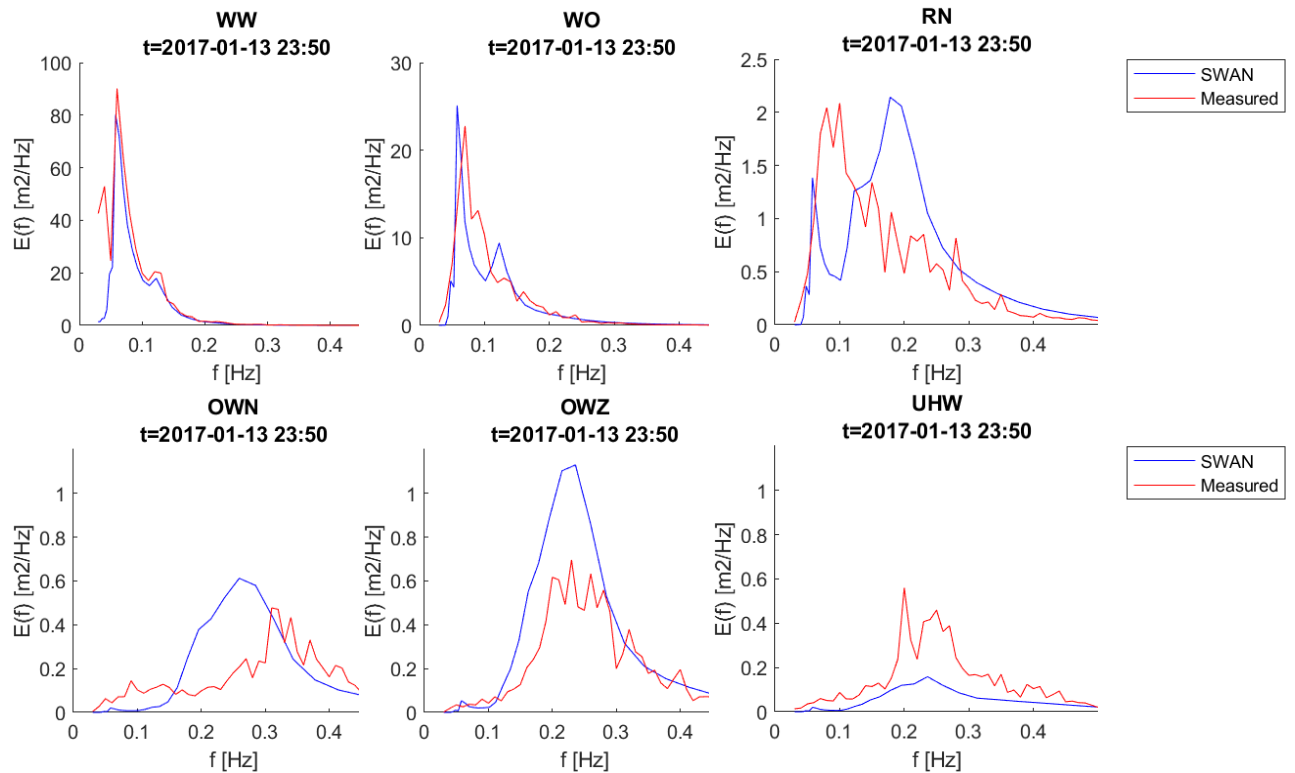 WW
t=2017-01-13 23:50
E(f) [m2/Hz]
100
80
60
40
20
0
0 0.1 0.2 0.3 0.4
f [Hz]
WO
t=2017-01-13 23:50
E(f) [m2/Hz]
30
20
10
0
0 0.1 0.2 0.3 0.4
f [Hz]
RN
t=2017-01-13 23:50
E(f) [m2/Hz]
2.5
2
1.5
1
0.5
0
0 0.2 0.4
f [Hz]
SWAN
Measured
OWN
t=2017-01-13 23:50
E(f) [m2/Hz]
1
0.8
0.6
0.4
0.2
0
0 0.1 0.2 0.3 0.4
f [Hz]
OWZ
t=2017-01-13 23:50
E(f) [m2/Hz]
1
0.8
0.6
0.4
0.2
0
0 0.1 0.2 0.3 0.4
f [Hz]
UHW
t=2017-01-13 23:50
E(f) [m2/Hz]
1
0.8
0.6
0.4
0.2
0
0 0.2 0.4
f [Hz]
SWAN
Measured